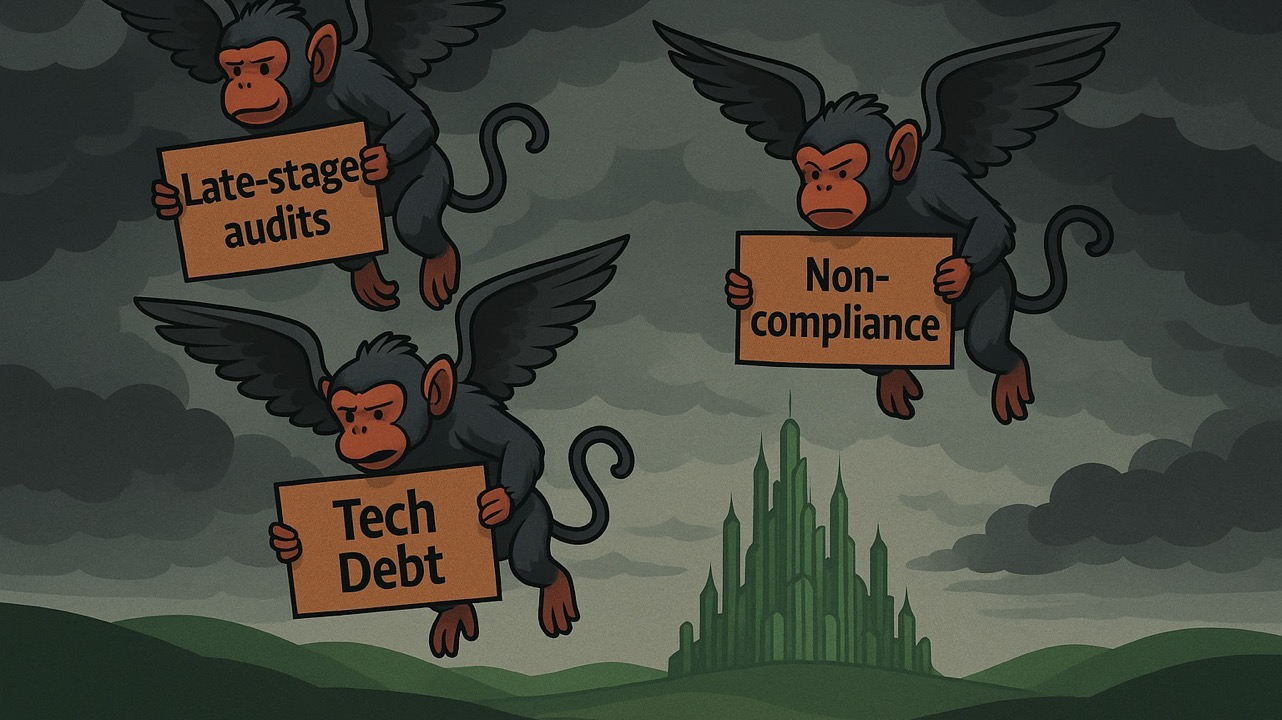 Late-stage
audits
Non-
compliance
Tech
Debt